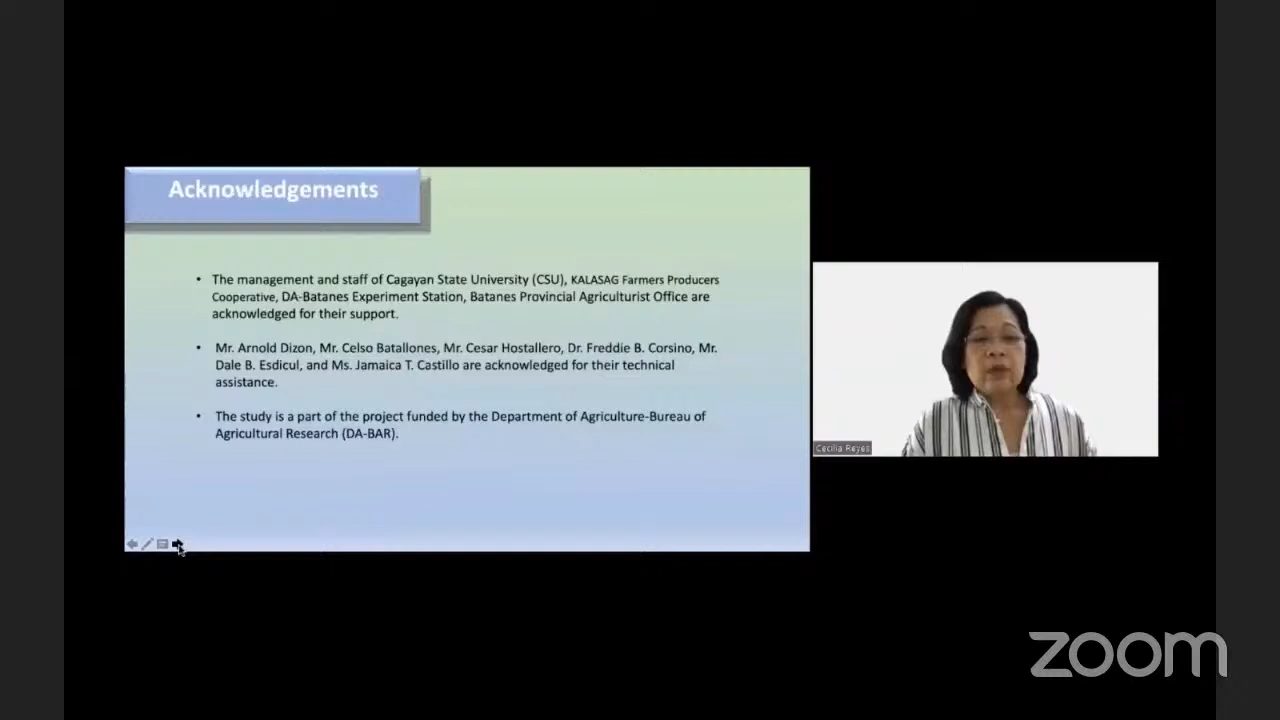 Acknowledgements
• The management and staff of Cagayan State University (CSU), KALASAG Farmers Producers
Cooperative, DA-Batanes Experiment Station, Batanes Provincial Agriculturist Office are
acknowledged for their support.
• Mr. Arnold Dizon, Mr. Celso Batallones, Mr. Cesar Hostallero, Dr. Freddie B. Corsino, Mr.
Dale B. Esdicul, and Ms. Jamaica T. Castillo are acknowledged for their technical
assistance.
• The study is a part of the project funded by the Department of Agriculture-Bureau of
Agricultural Research (DA-BAR).
Cecilia Reyes
zoom